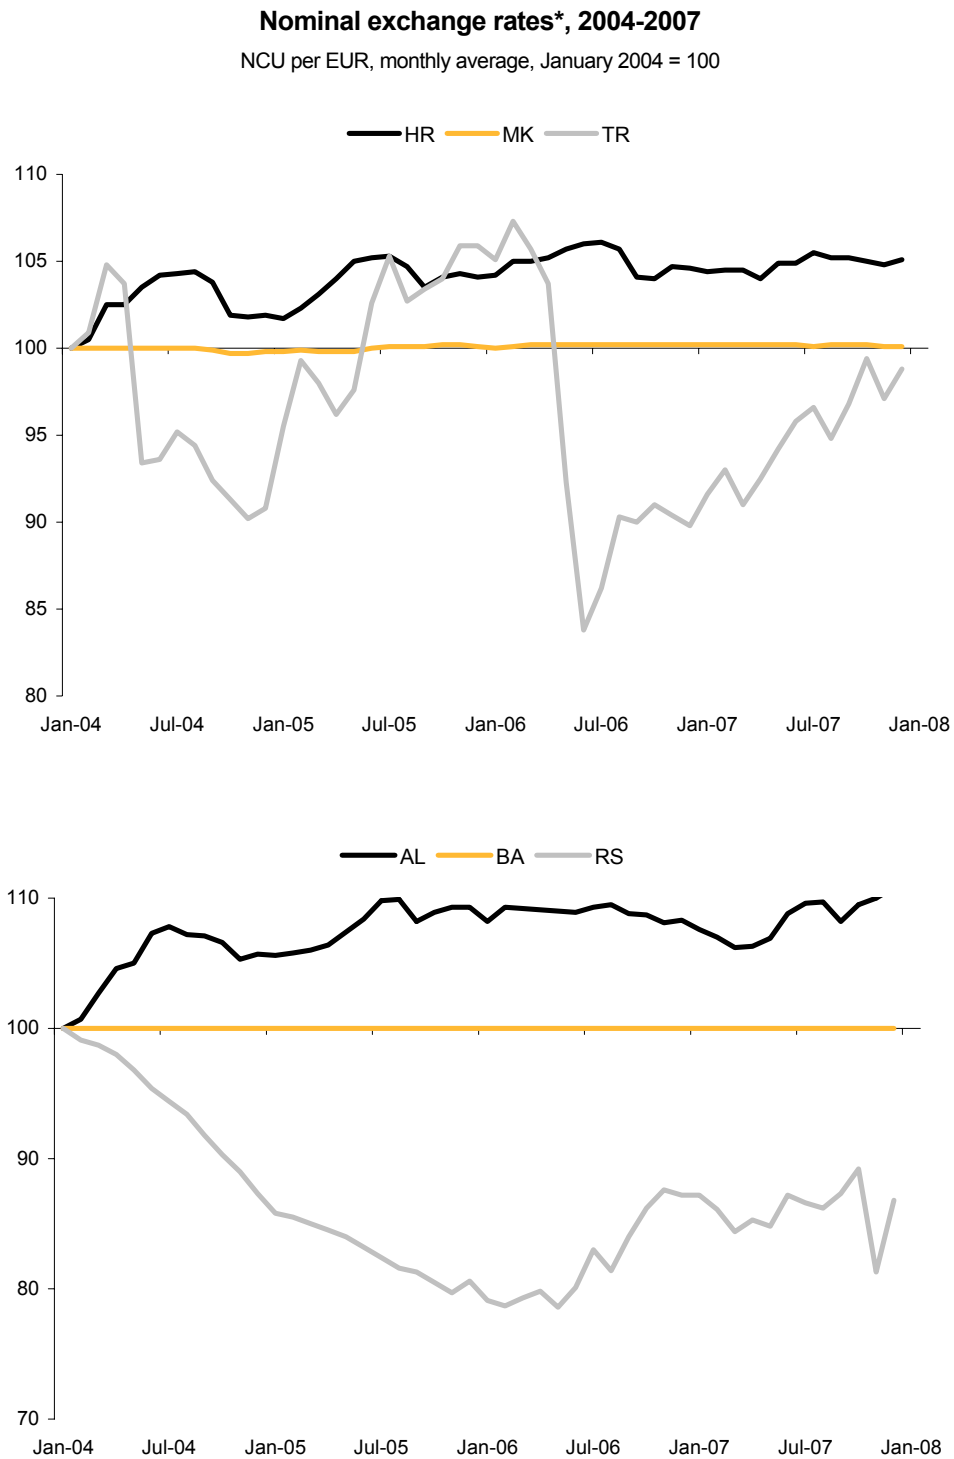 Nominal exchange rates*, 2004-2007
NCU per EUR, monthly average, January 2004 = 100
HR MK TR
110
105
100
95
90
85
80
Jan-04 Jul-04 Jan-05 Jul-05 Jan-06 Jul-06 Jan-07 Jul-07 Jan-08
AL BA RS
110
100
90
80
70
Jan-04 Jul-04 Jan-05 Jul-05 Jan-06 Jul-06 Jan-07 Jul-07 Jan-08